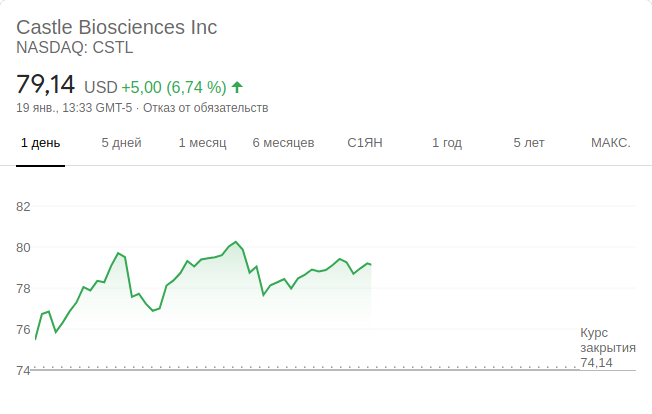 Castle Biosciences Inc
NASDAQ: CSTL
79,14 USD +5,00 (6,74 %)
19 янв., 13:33 GMT-5 · Отказ от обязательств
1 день 5 дней 1 месяц 6 месяцев С1ЯН 1 год 5 лет МАКС.
82
80
78
76
Курс
закрытия
74,14
74